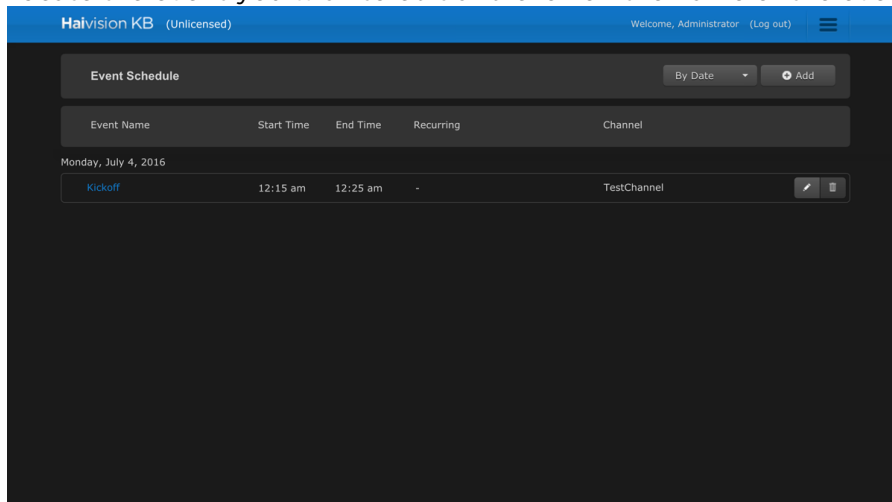 Haivision KB (Unlicensed) Welcome, Administrator (Log out)
Event Schedule By Date Add
Event Name Start Time End Time Recurring Channel
Monday, July 4, 2016
Kickoff 12:15 am 12:25 am - TestChannel